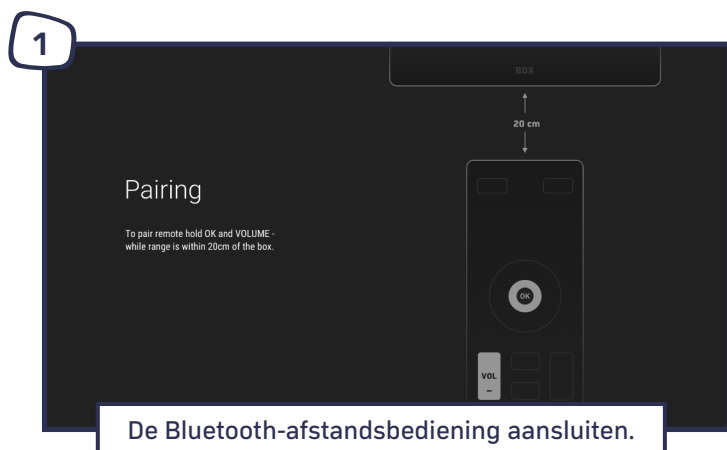 1
BOX
20 cm
Pairing
To pair remote hold OK and VOLUME -
while range is within 20cm of the box.
OK
VOL
–
De Bluetooth-afstandsbediening aansluiten.